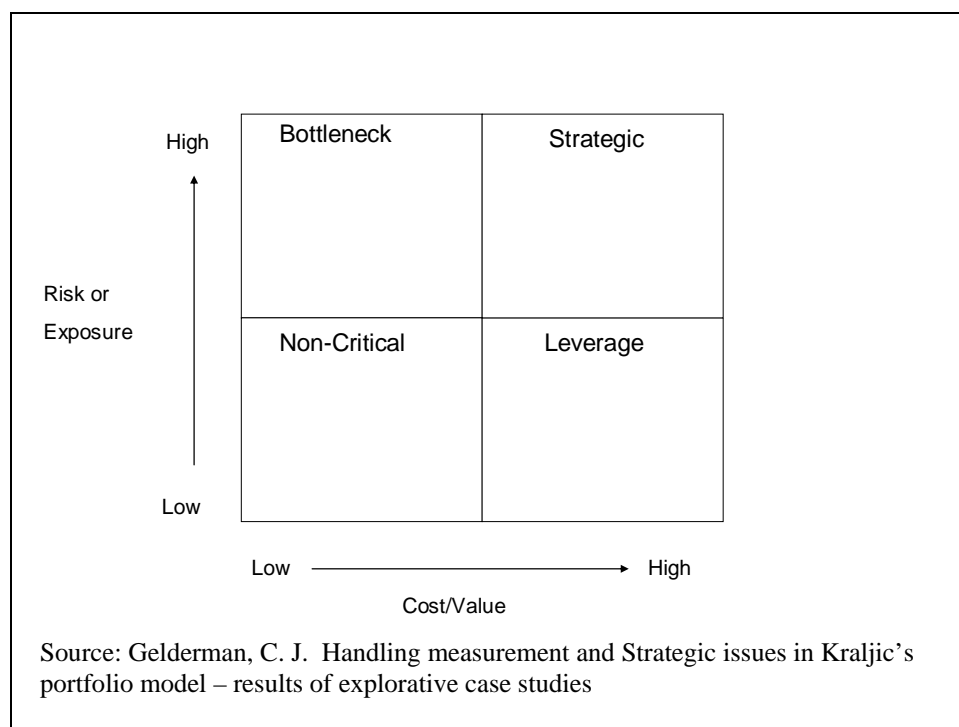 High
Bottleneck
Strategic
Risk or
Exposure
Non-Critical
Leverage
Low
Low
High
Cost/Value
Source: Gelderman, C. J.  Handling measurement and Strategic issues in Kraljic’s
portfolio model – results of explorative case studies